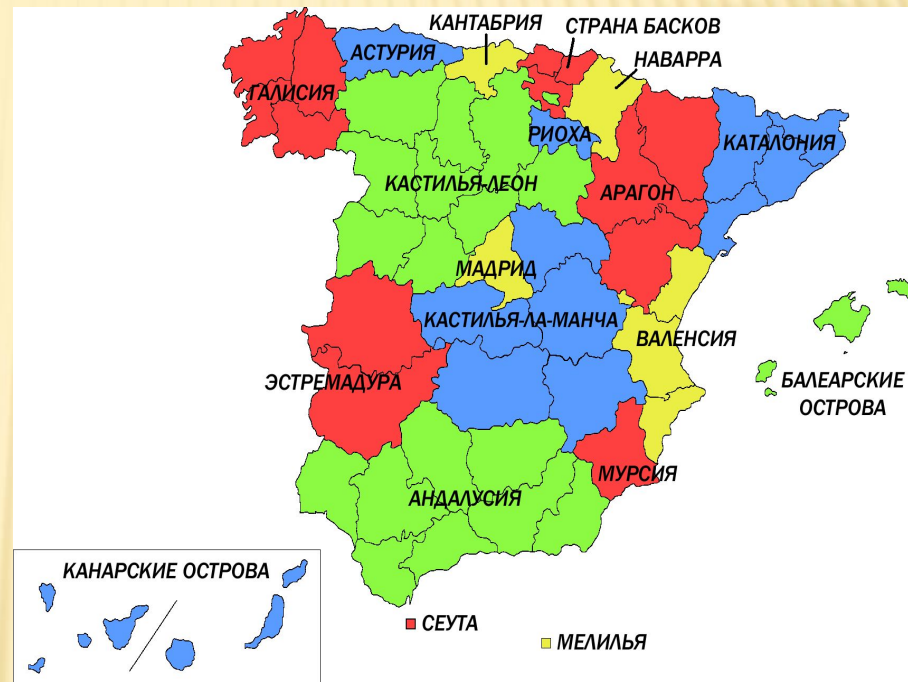 КАНТАБРИЯ
СТРАНА БАСКОВ
АСТУРИЯ
НАВАРРА
ГАЛИСИЯ
РИОХА
КАТАЛОНИЯ
КАСТИЛЬЯ-ЛЕОН
АРАГОН
МАДРИД
КАСТИЛЬЯ-ЛА-МАНЧА
ВАЛЕНСИЯ
ЭСТРЕМАДУРА
БАЛЕАРСКИЕ
ОСТРОВА
МУРСИЯ
АНДАЛУСИЯ
КАНАРСКИЕ ОСТРОВА
СЕУТА
МЕЛИЛЬЯ